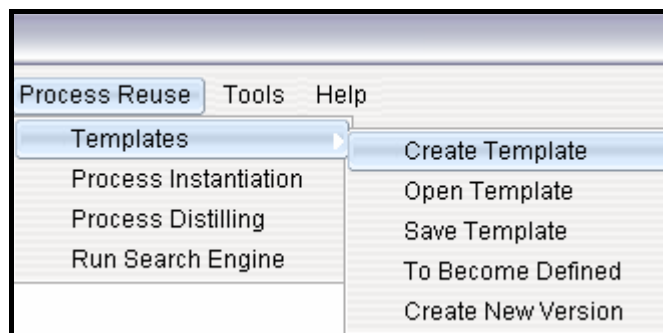 Process Reuse Tools Help
Templates
Process Instantiation
Process Distilling
Run Search Engine
Create Template
Open Template
Save Template
To Become Defined
Create New Version